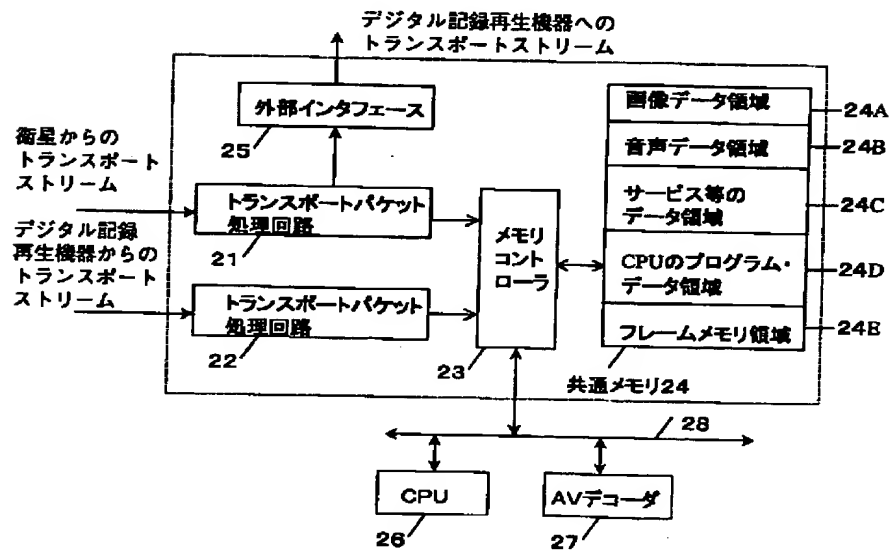 デジタル記録再生機器への
トランスポートストリーム
外部インタフェース
25
衛星からの
トランスポート
ストリーム
トランスポートパケット
処理回路
21
デジタル記録
再生機器からの
トランスポート
ストリーム
トランスポートパケット
処理回路
22
メモリ
コント
ローラ
23
画像データ領域
24A
音声データ領域
24B
サービス等の
データ領域
24C
CPUのプログラム・
データ領域
24D
フレームメモリ領域
24E
共通メモリ24
28
CPU
26
AVデコーダ
27